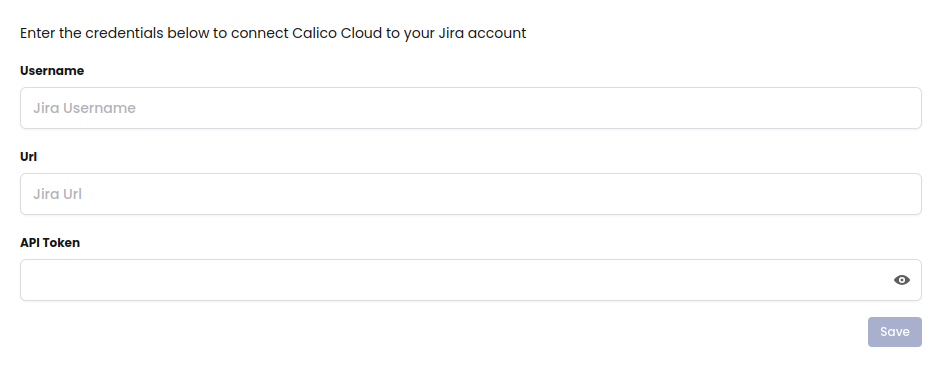 Enter the credentials below to connect Calico Cloud to your Jira account
Username
Jira Username
Url
Jira Url
API Token
Save